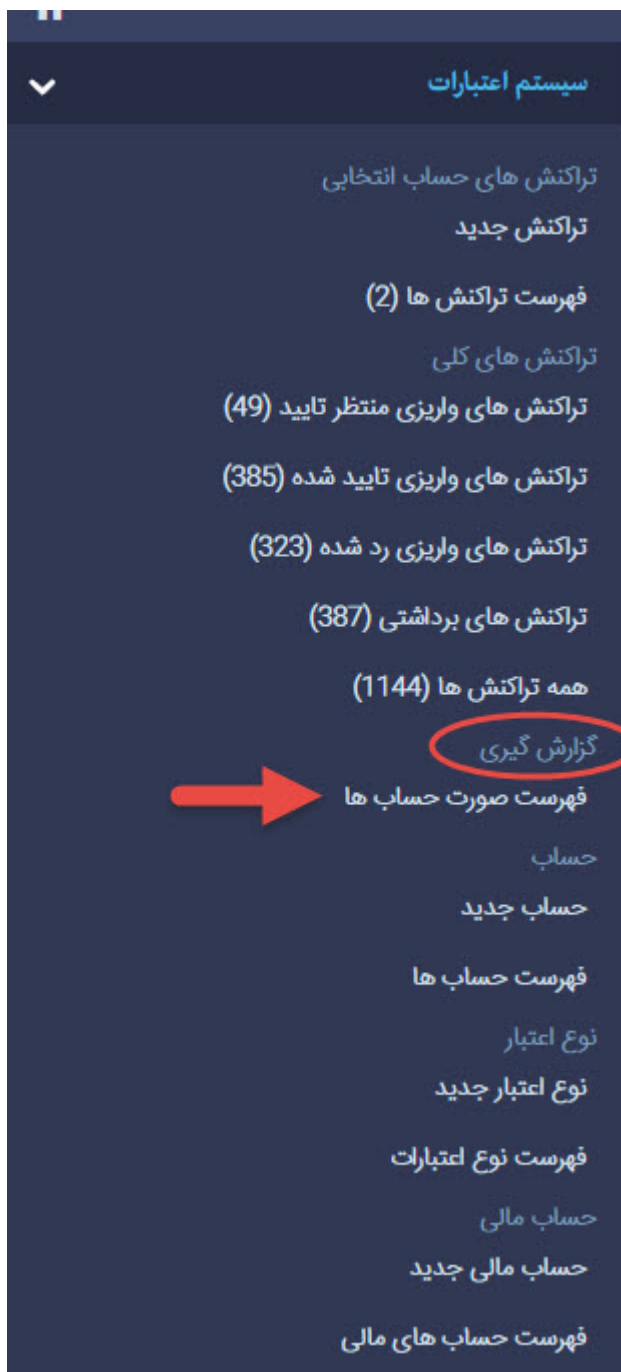 سیستم اعتبارات
تراکنش های حساب انتخابی
تراکنش جدید
فهرست تراکنش ها (2)
تراکنش های کلی
تراکنش های واریزی منتظر تایید (49)
تراکنش های واریزی تایید شده (385)
تراکنش های واریزی رد شده (323)
تراکنش های برداشتی (387)
همه تراکنش ها (1144)
گزارش گیری
فهرست صورت حساب ها
حساب
حساب جدید
فهرست حساب ها
نوع اعتبار
نوع اعتبار جدید
فهرست نوع اعتبارات
حساب مالی
حساب مالی جدید
فهرست حساب های مالی